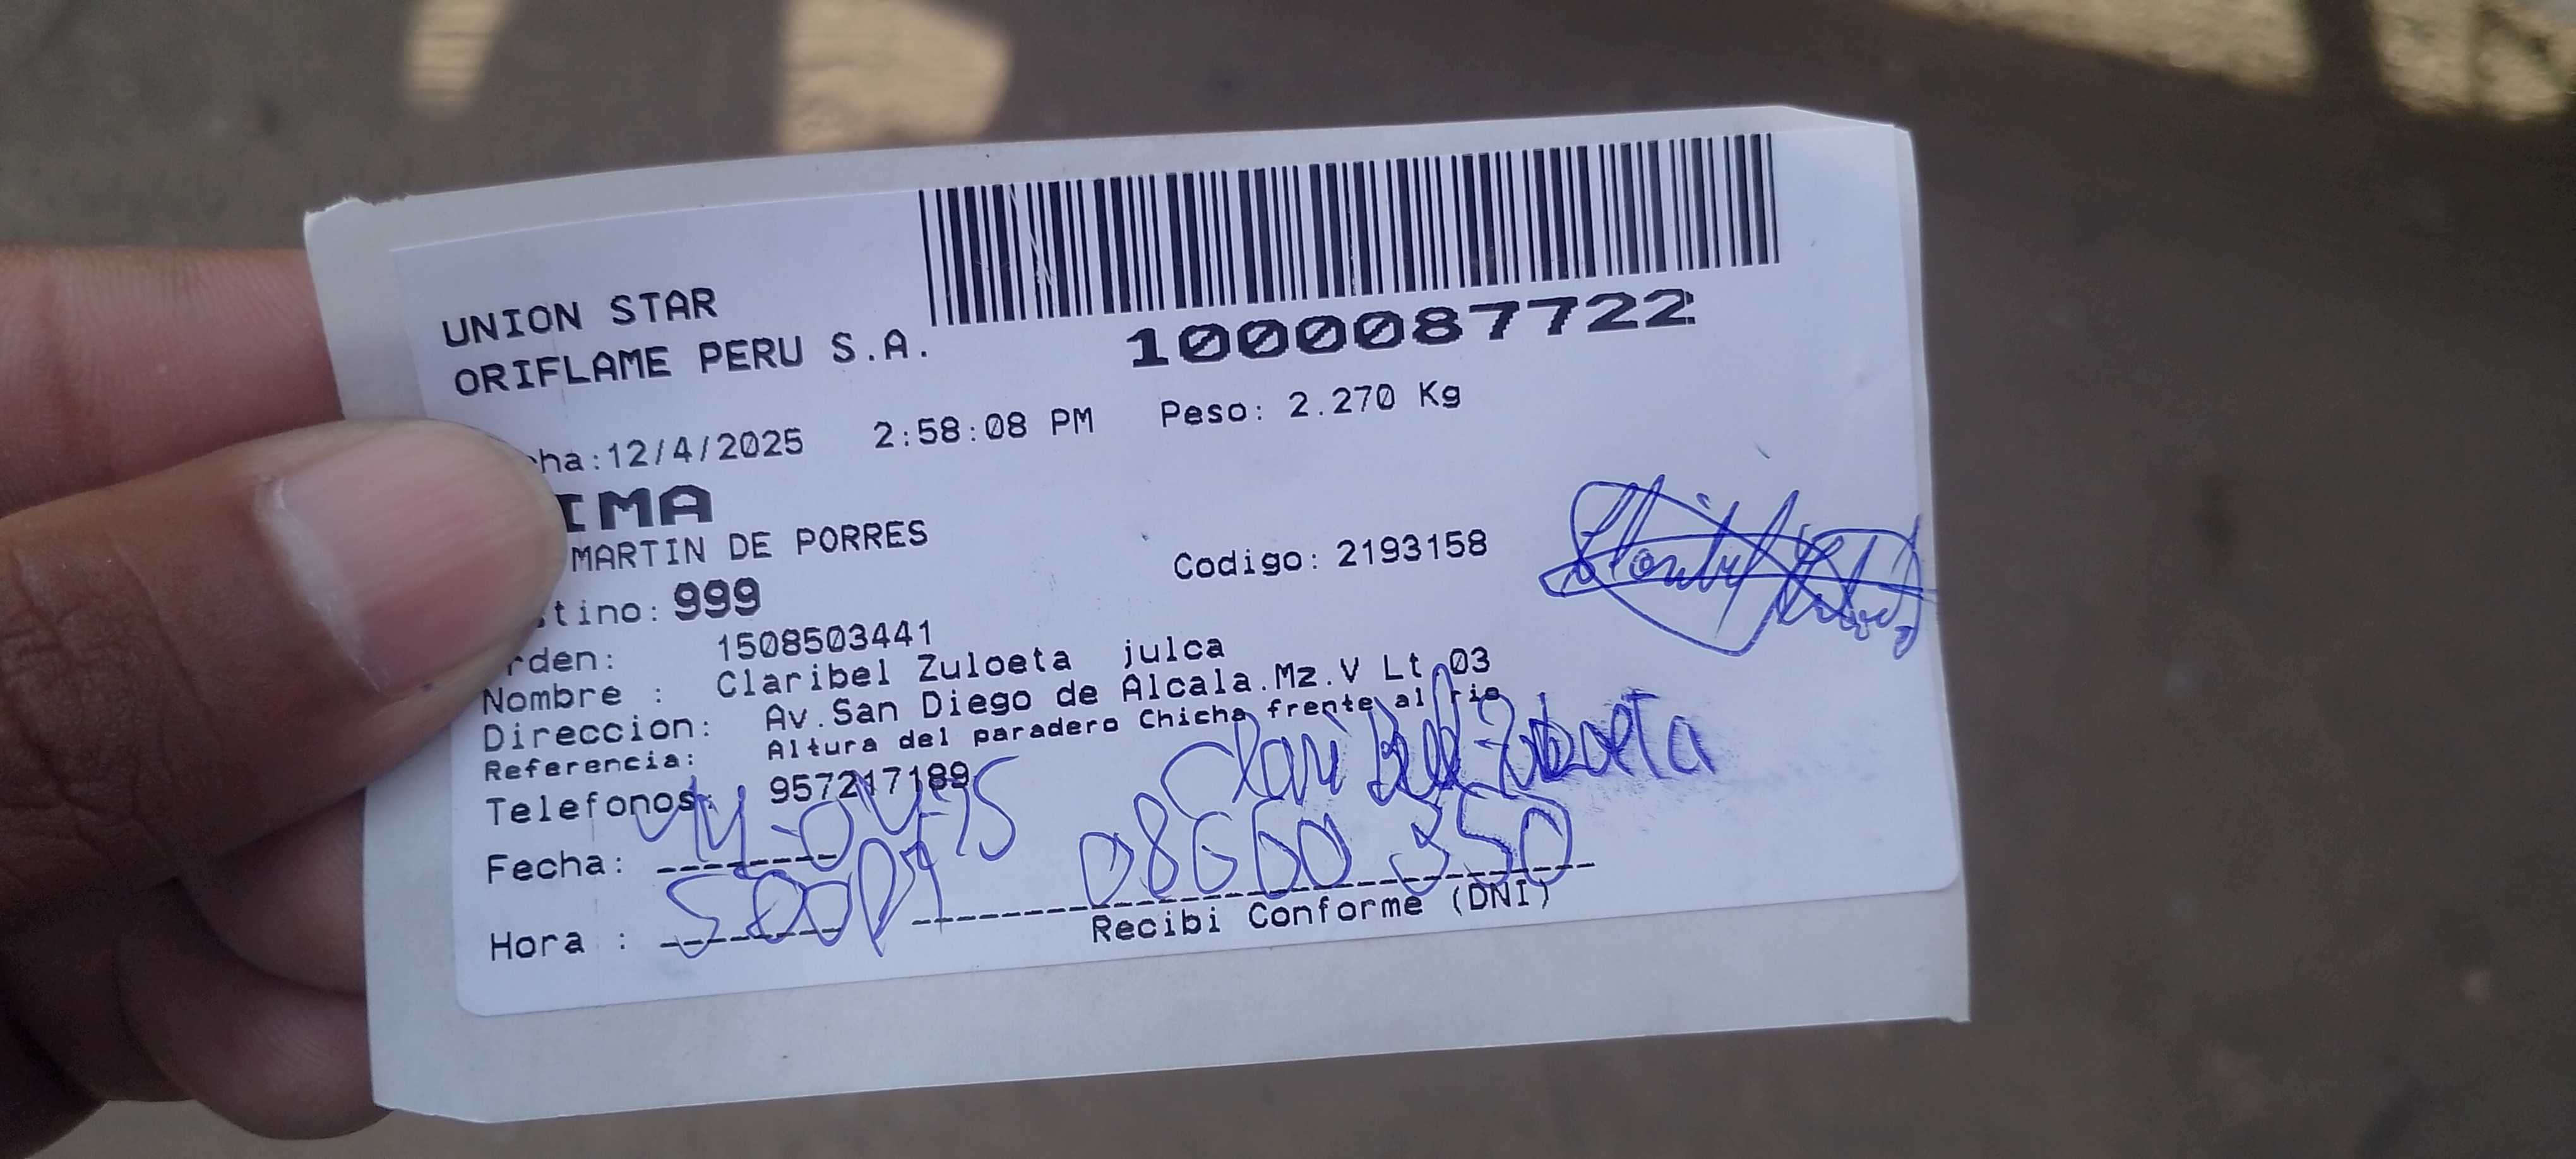 UNION STAR
ORIFLAME PERU S.A.
1000087722
ha:12/4/2025 2:58:08 PM Peso: 2.270 Kg
IMA
MARTIN DE PORRES
Codigo: 2193158
tino: 999
rden: 1508503441
Nombre : Claribel Zuloeta julca
Direccion: Av.San Diego de Alcala.Mz.V Lt 03
Referencia: Altura del paradero Chicha frente al rio
Telefonos: 957217189
Zuloeta
Fecha:
Hora :
Recibi Conforme (DNI)